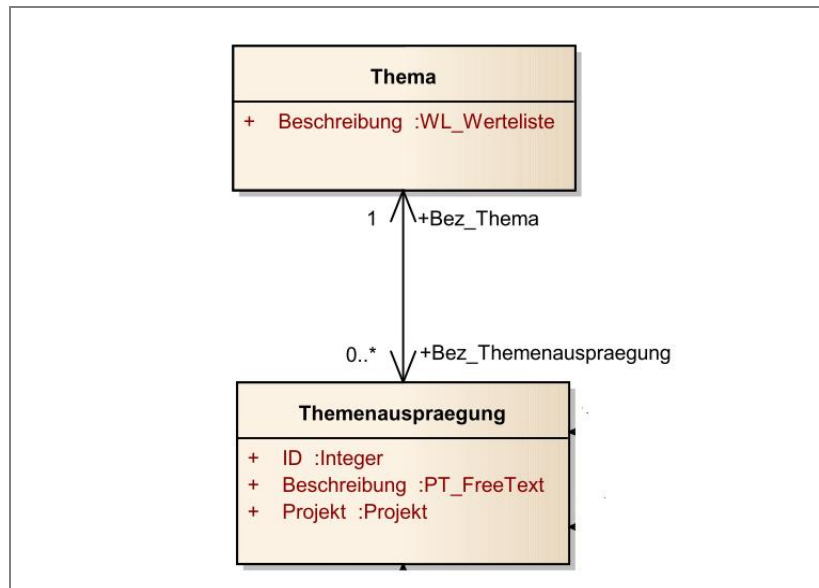 Thema
+ Beschreibung :WL_Werteliste
1 +Bez_Thema
0..* +Bez_Themenauspraegung
Themenauspraegung
+ ID :Integer
+ Beschreibung :PT_FreeText
+ Projekt :Projekt